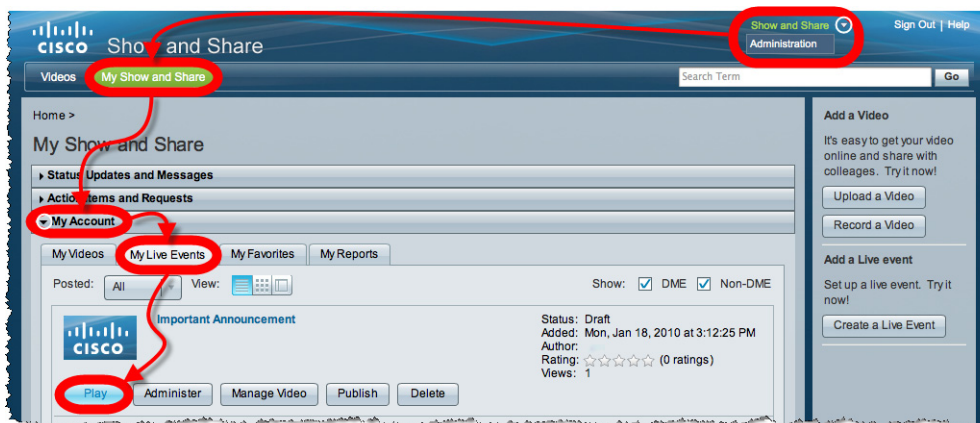 Show and Share
Sign Out | Help
Administration
CISCO Show and Share
Videos
My Show and Share
Search Term
Go
Home >
My Show and Share
Status Updates and Messages
Action Items and Requests
My Account
My Videos
My Live Events
My Favorites
My Reports
Posted: All
View:
Show: DME Non-DME
CISCO
Important Announcement
Status: Draft
Added: Mon, Jan 18, 2010 at 3:12:25 PM
Author:
Rating: (0 ratings)
Views: 1
Play
Administer
Manage Video
Publish
Delete
Add a Video
It's easy to get your video
online and share with
colleages. Try it now!
Upload a Video
Record a Video
Add a Live event
Set up a live event. Try it
now!
Create a Live Event